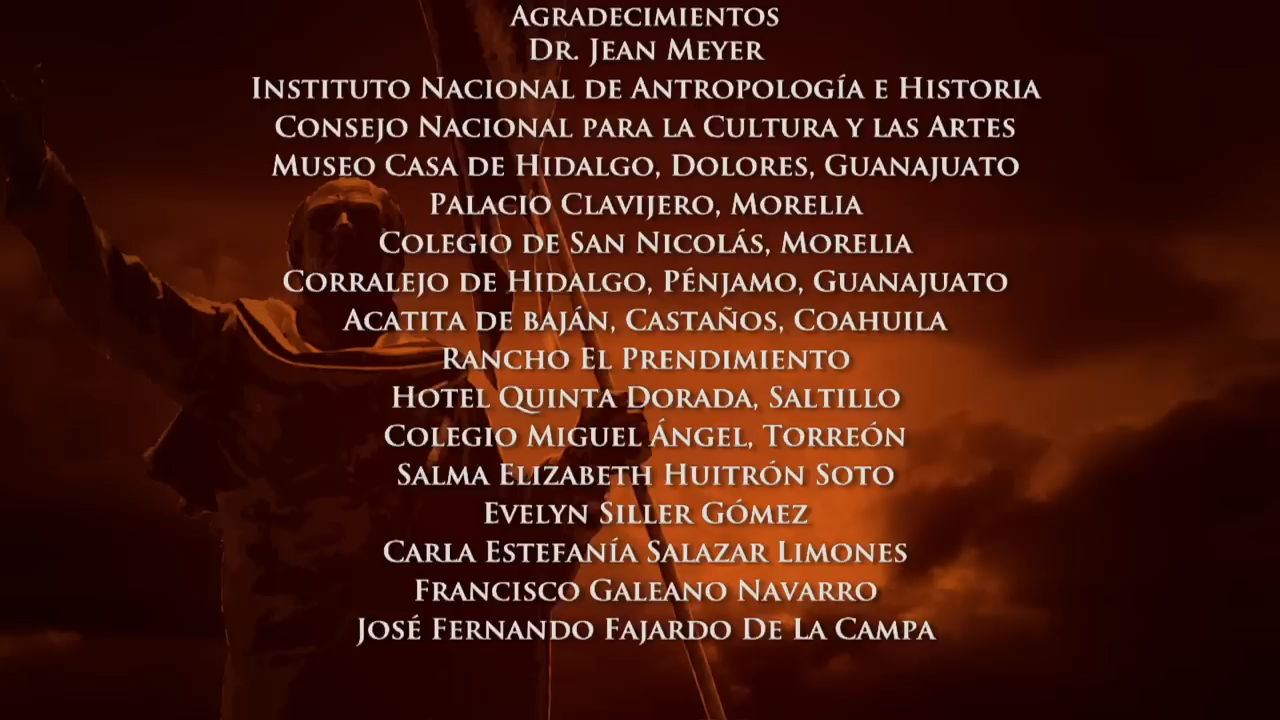 Agradecimientos
Dr. Jean Meyer
Instituto Nacional de Antropología e Historia
Consejo Nacional para la Cultura y las Artes
Museo Casa de Hidalgo, Dolores, Guanajuato
Palacio Clavijero, Morelia
Colegio de San Nicolás, Morelia
Corralejo de Hidalgo, Pénjamo, Guanajuato
Acatita de baján, Castaños, Coahuila
Rancho El Prendimiento
Hotel Quinta Dorada, Saltillo
Colegio Miguel Ángel, Torreón
Salma Elizabeth Huitrón Soto
Evelyn Siller Gómez
Carla Estefanía Salazar Limones
Francisco Galeano Navarro
José Fernando Fajardo De La Campa